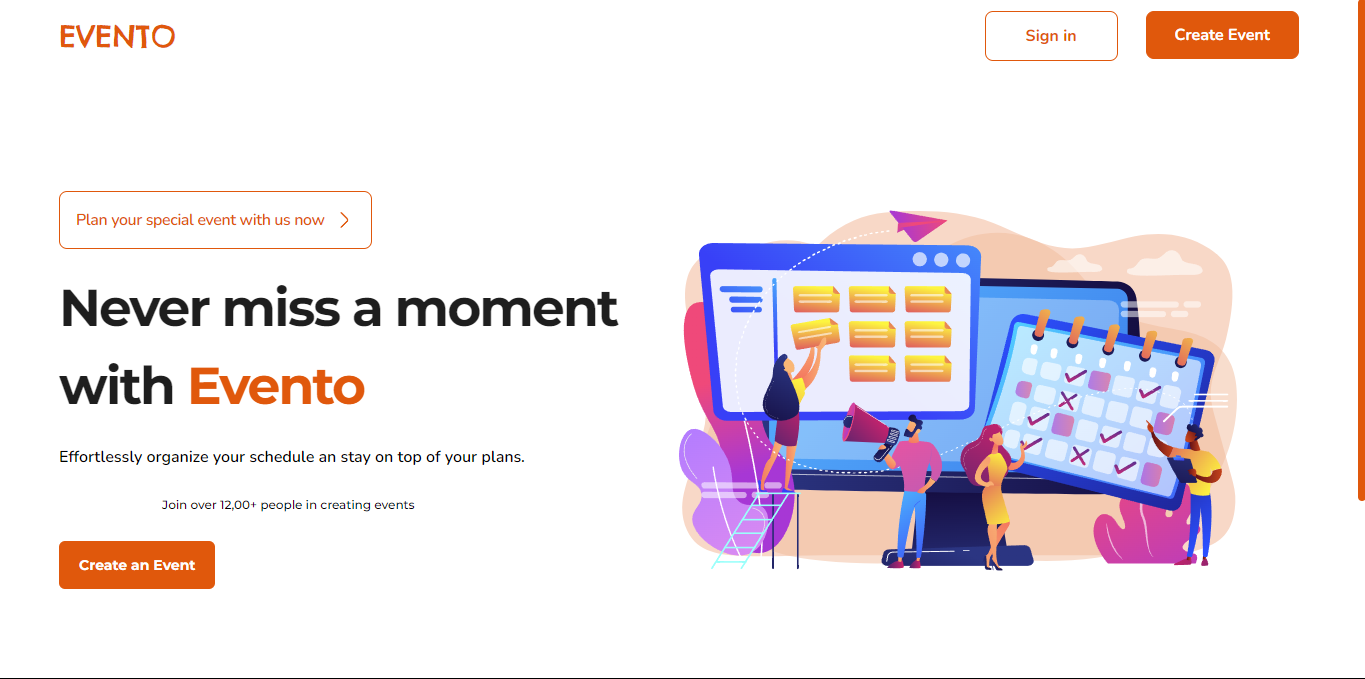 EVENTO
Sign in
Create Event
Plan your special event with us now
Never miss a moment
with Evento
Effortlessly organize your schedule an stay on top of your plans.
Join over 12,00+ people in creating events
Create an Event